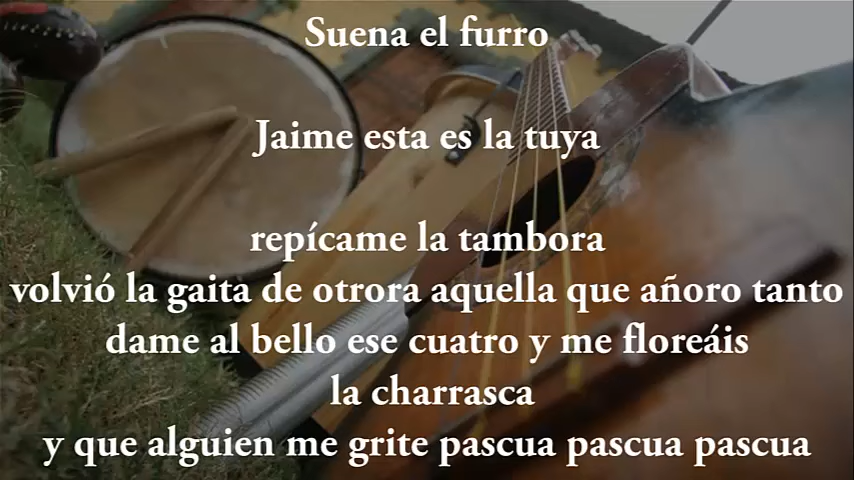 Suena el furro
Jaime esta es la tuya
repícame la tambora
volvió la gaita de otrora aquella que añoro tanto
dame al bello ese cuatro y me floreáis
la charrasca
y que alguien me grite pascua pascua pascua